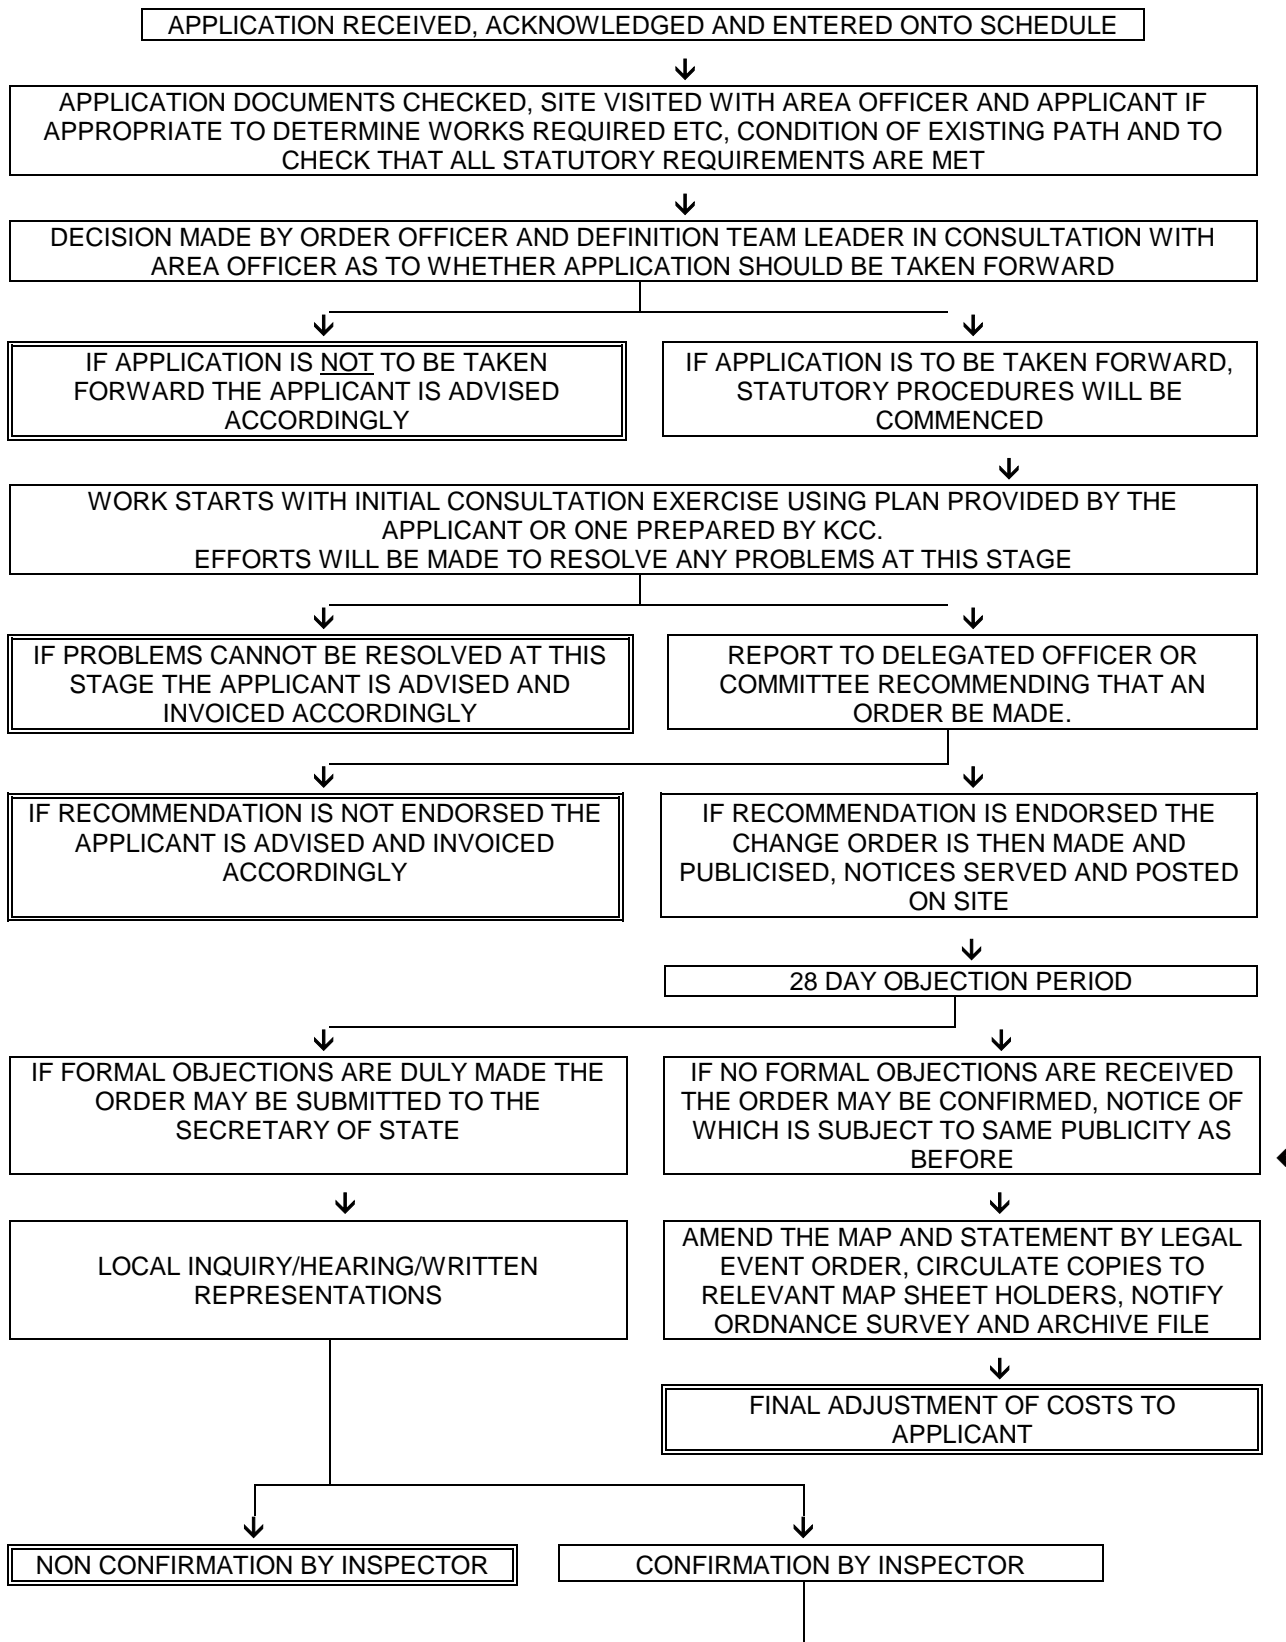 APPLICATION RECEIVED, ACKNOWLEDGED AND ENTERED ONTO SCHEDULE
APPLICATION DOCUMENTS CHECKED, SITE VISITED WITH AREA OFFICER AND APPLICANT IF
APPROPRIATE TO DETERMINE WORKS REQUIRED ETC, CONDITION OF EXISTING PATH AND TO
CHECK THAT ALL STATUTORY REQUIREMENTS ARE MET
DECISION MADE BY ORDER OFFICER AND DEFINITION TEAM LEADER IN CONSULTATION WITH
AREA OFFICER AS TO WHETHER APPLICATION SHOULD BE TAKEN FORWARD
IF APPLICATION IS NOT TO BE TAKEN
FORWARD THE APPLICANT IS ADVISED
ACCORDINGLY
IF APPLICATION IS TO BE TAKEN FORWARD,
STATUTORY PROCEDURES WILL BE
COMMENCED
WORK STARTS WITH INITIAL CONSULTATION EXERCISE USING PLAN PROVIDED BY THE
APPLICANT OR ONE PREPARED BY KCC.
EFFORTS WILL BE MADE TO RESOLVE ANY PROBLEMS AT THIS STAGE
IF PROBLEMS CANNOT BE RESOLVED AT THIS
STAGE THE APPLICANT IS ADVISED AND
INVOICED ACCORDINGLY
REPORT TO DELEGATED OFFICER OR
COMMITTEE RECOMMENDING THAT AN
ORDER BE MADE.
IF RECOMMENDATION IS NOT ENDORSED THE
APPLICANT IS ADVISED AND INVOICED
ACCORDINGLY
IF RECOMMENDATION IS ENDORSED THE
CHANGE ORDER IS THEN MADE AND
PUBLICISED, NOTICES SERVED AND POSTED
ON SITE
28 DAY OBJECTION PERIOD
IF FORMAL OBJECTIONS ARE DULY MADE THE
ORDER MAY BE SUBMITTED TO THE
SECRETARY OF STATE
IF NO FORMAL OBJECTIONS ARE RECEIVED
THE ORDER MAY BE CONFIRMED, NOTICE OF
WHICH IS SUBJECT TO SAME PUBLICITY AS
BEFORE
LOCAL INQUIRY/HEARING/WRITTEN
REPRESENTATIONS
AMEND THE MAP AND STATEMENT BY LEGAL
EVENT ORDER, CIRCULATE COPIES TO
RELEVANT MAP SHEET HOLDERS, NOTIFY
ORDNANCE SURVEY AND ARCHIVE FILE
FINAL ADJUSTMENT OF COSTS TO
APPLICANT
NON CONFIRMATION BY INSPECTOR
CONFIRMATION BY INSPECTOR